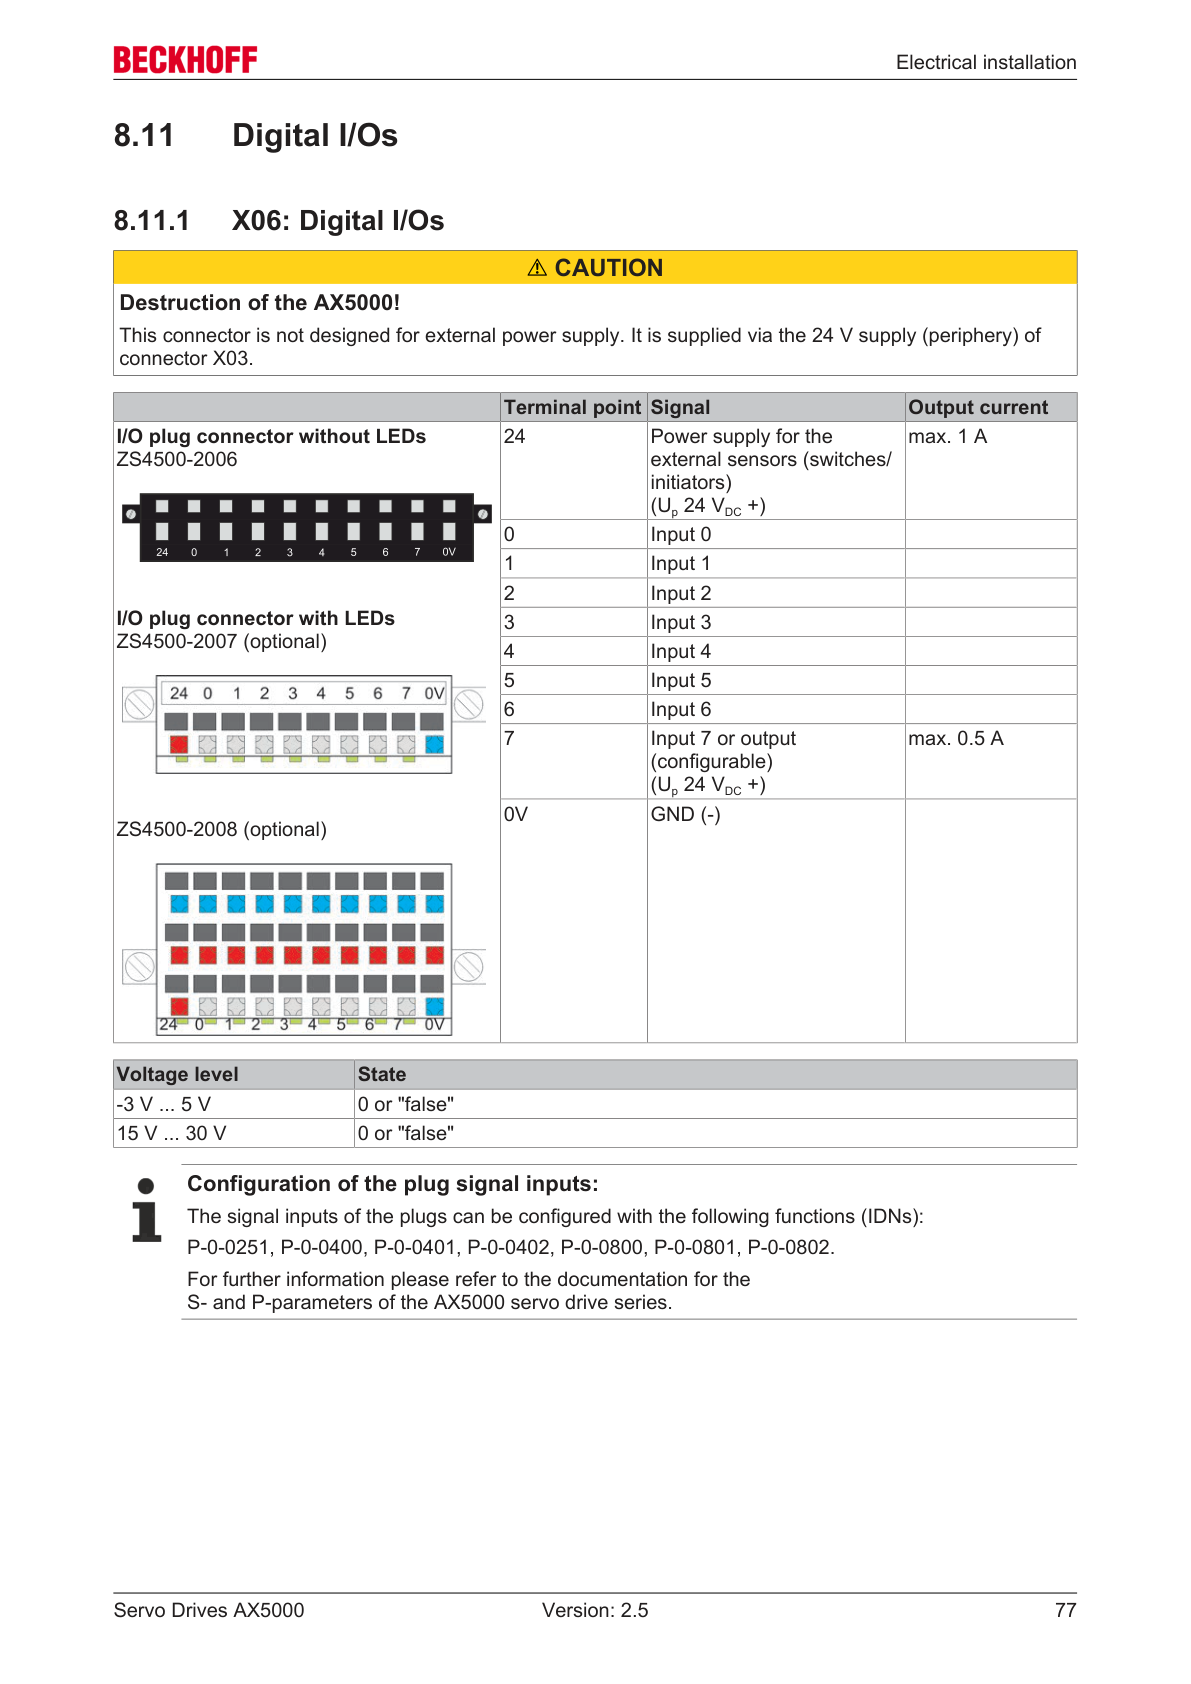 BECKHOFF
Electrical installation
8.11 Digital I/Os
8.11.1 X06: Digital I/Os
⚠ CAUTION
Destruction of the AX5000!
This connector is not designed for external power supply. It is supplied via the 24 V supply (periphery) of
connector X03.
Terminal point Signal Output current
I/O plug connector without LEDs
ZS4500-2006
24 0 1 2 3 4 5 6 7 0V
I/O plug connector with LEDs
ZS4500-2007 (optional)
24 0 1 2 3 4 5 6 7 0V
ZS4500-2008 (optional)
24 0 1 2 3 4 5 6 7 0V
24 Power supply for the max. 1 A
external sensors (switches/
initiators)
(Up 24 VDC +)
0 Input 0
1 Input 1
2 Input 2
3 Input 3
4 Input 4
5 Input 5
6 Input 6
7 Input 7 or output max. 0.5 A
(configurable)
(Up 24 VDC +)
0V GND (-)
Voltage level State
-3 V ... 5 V 0 or "false"
15 V ... 30 V 0 or "false"
Configuration of the plug signal inputs:
The signal inputs of the plugs can be configured with the following functions (IDNs):
P-0-0251, P-0-0400, P-0-0401, P-0-0402, P-0-0800, P-0-0801, P-0-0802.
For further information please refer to the documentation for the
S- and P-parameters of the AX5000 servo drive series.
Servo Drives AX5000 Version: 2.5 77